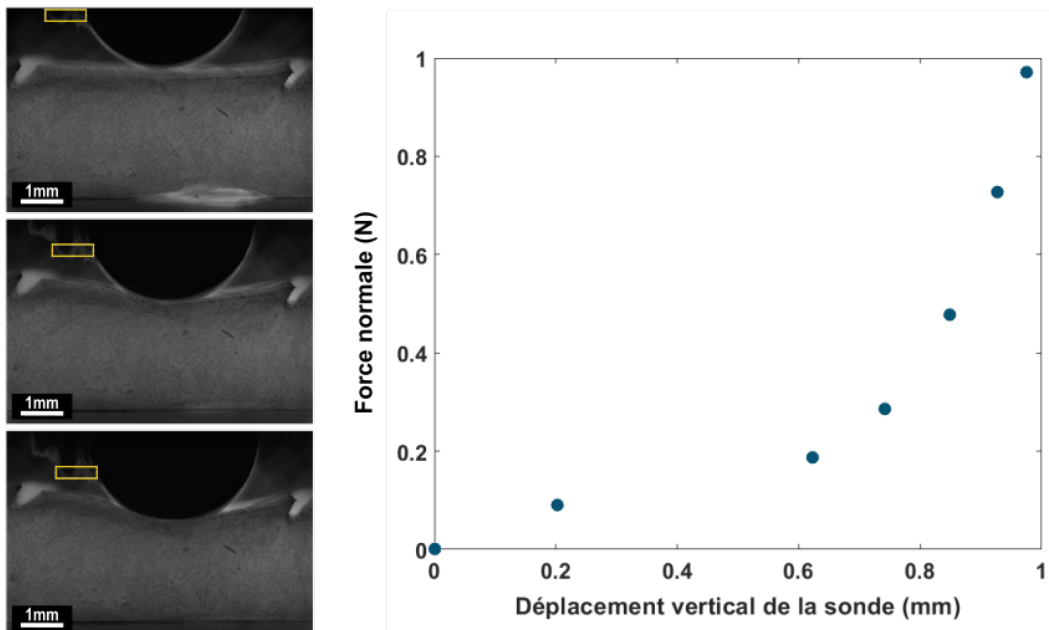 1mm
1mm
1mm
Force normale (N)
1
0.8
0.6
0.4
0.2
0
0 0.2 0.4 0.6 0.8 1
Déplacement vertical de la sonde (mm)